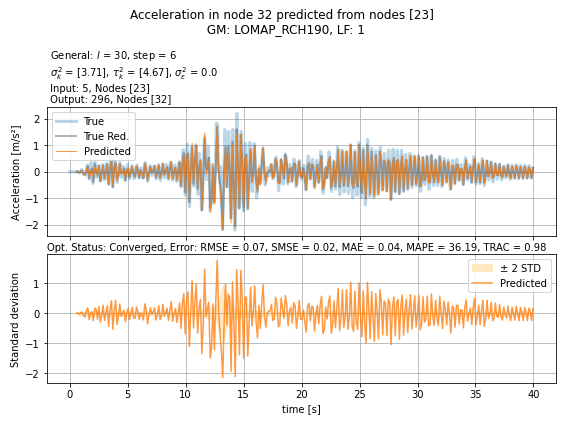 Acceleration in node 32 predicted from nodes [23]
GM: LOMAP_RCH190, LF: 1
General: l = 30, step = 6
σ²ₖ = [3.71], τ²ₖ = [4.67], σ²ε = 0.0
Input: 5, Nodes [23]
Output: 296, Nodes [32]
True
True Red.
Predicted
Acceleration [m/s²]
2
1
0
−1
−2
Opt. Status: Converged, Error: RMSE = 0.07, SMSE = 0.02, MAE = 0.04, MAPE = 36.19, TRAC = 0.98
± 2 STD
Predicted
Standard deviation
1
0
−1
−2
0 5 10 15 20 25 30 35 40
time [s]